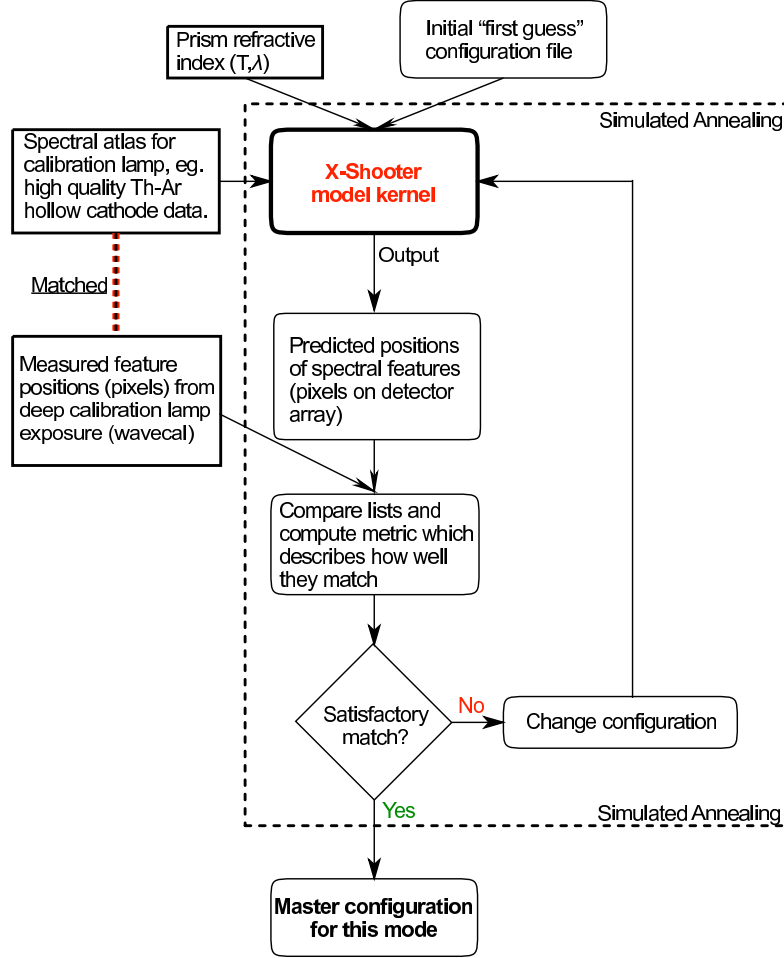 Prism refractive
index (T,λ)
Initial “first guess”
configuration file
Simulated Annealing
Spectral atlas for
calibration lamp, eg.
high quality Th-Ar
hollow cathode data.
X-Shooter
model kernel
Output
Matched
Predicted positions
of spectral features
(pixels on detector
array)
Measured feature
positions (pixels) from
deep calibration lamp
exposure (wavecal)
Compare lists and
compute metric which
describes how well
they match
Satisfactory
match?
No
Change configuration
Yes
Simulated Annealing
Master configuration
for this mode